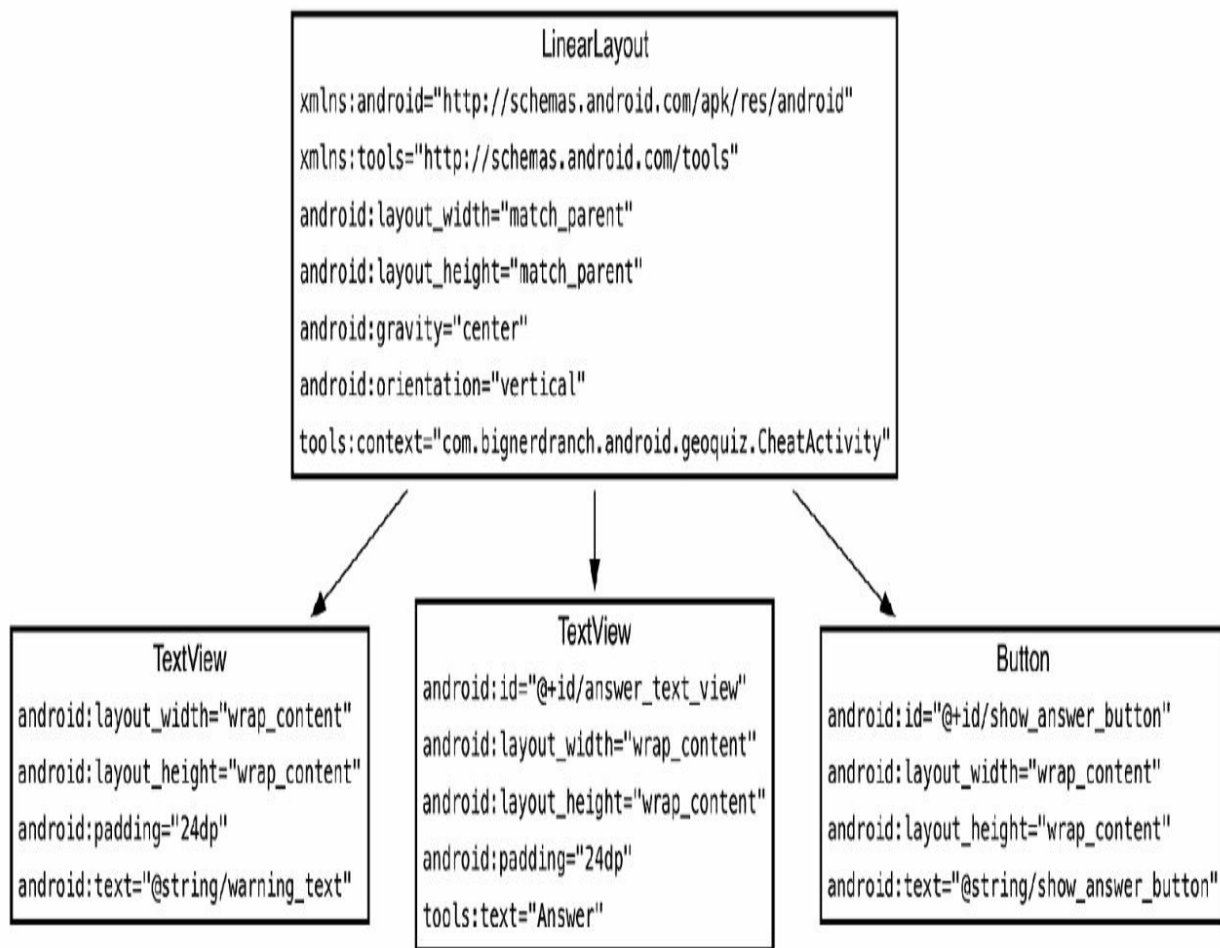 LinearLayout
xmlns:android="http://schemas.android.com/apk/res/android"
xmlns:tools="http://schemas.android.com/tools"
android:layout_width="match_parent"
android:layout_height="match_parent"
android:gravity="center"
android:orientation="vertical"
tools:context="com.bignerdranch.android.geoquiz.CheatActivity"
TextView
android:layout_width="wrap_content"
android:layout_height="wrap_content"
android:padding="24dp"
android:text="@string/warning_text"
TextView
android:id="@+id/answer_text_view"
android:layout_width="wrap_content"
android:layout_height="wrap_content"
android:padding="24dp"
tools:text="Answer"
Button
android:id="@+id/show_answer_button"
android:layout_width="wrap_content"
android:layout_height="wrap_content"
android:text="@string/show_answer_button"